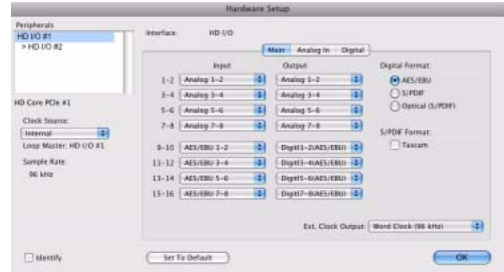 Hardware Setup
Peripherals
HD I/O #1
> HD I/O #2
HD Core PCIe #1
Clock Source:
Internal
Loop Master: HD I/O #1
Sample Rate:
96 kHz
Identify
Interface: HD I/O
Main Analog In Digital
Input Output
1-2 Analog 1-2 Analog 1-2
3-4 Analog 3-4 Analog 3-4
5-6 Analog 5-6 Analog 5-6
7-8 Analog 7-8 Analog 7-8
9-10 AES/EBU 1-2 Digitl1-2(AES/EBU)
11-12 AES/EBU 3-4 Digitl3-4(AES/EBU)
13-14 AES/EBU 5-6 Digitl5-6(AES/EBU)
15-16 AES/EBU 7-8 Digitl7-8(AES/EBU)
Digital Format:
AES/EBU
S/PDIF
Optical (S/PDIF)
S/PDIF Format:
Tascam
Ext. Clock Output: Word Clock (96 kHz)
Set To Default
OK